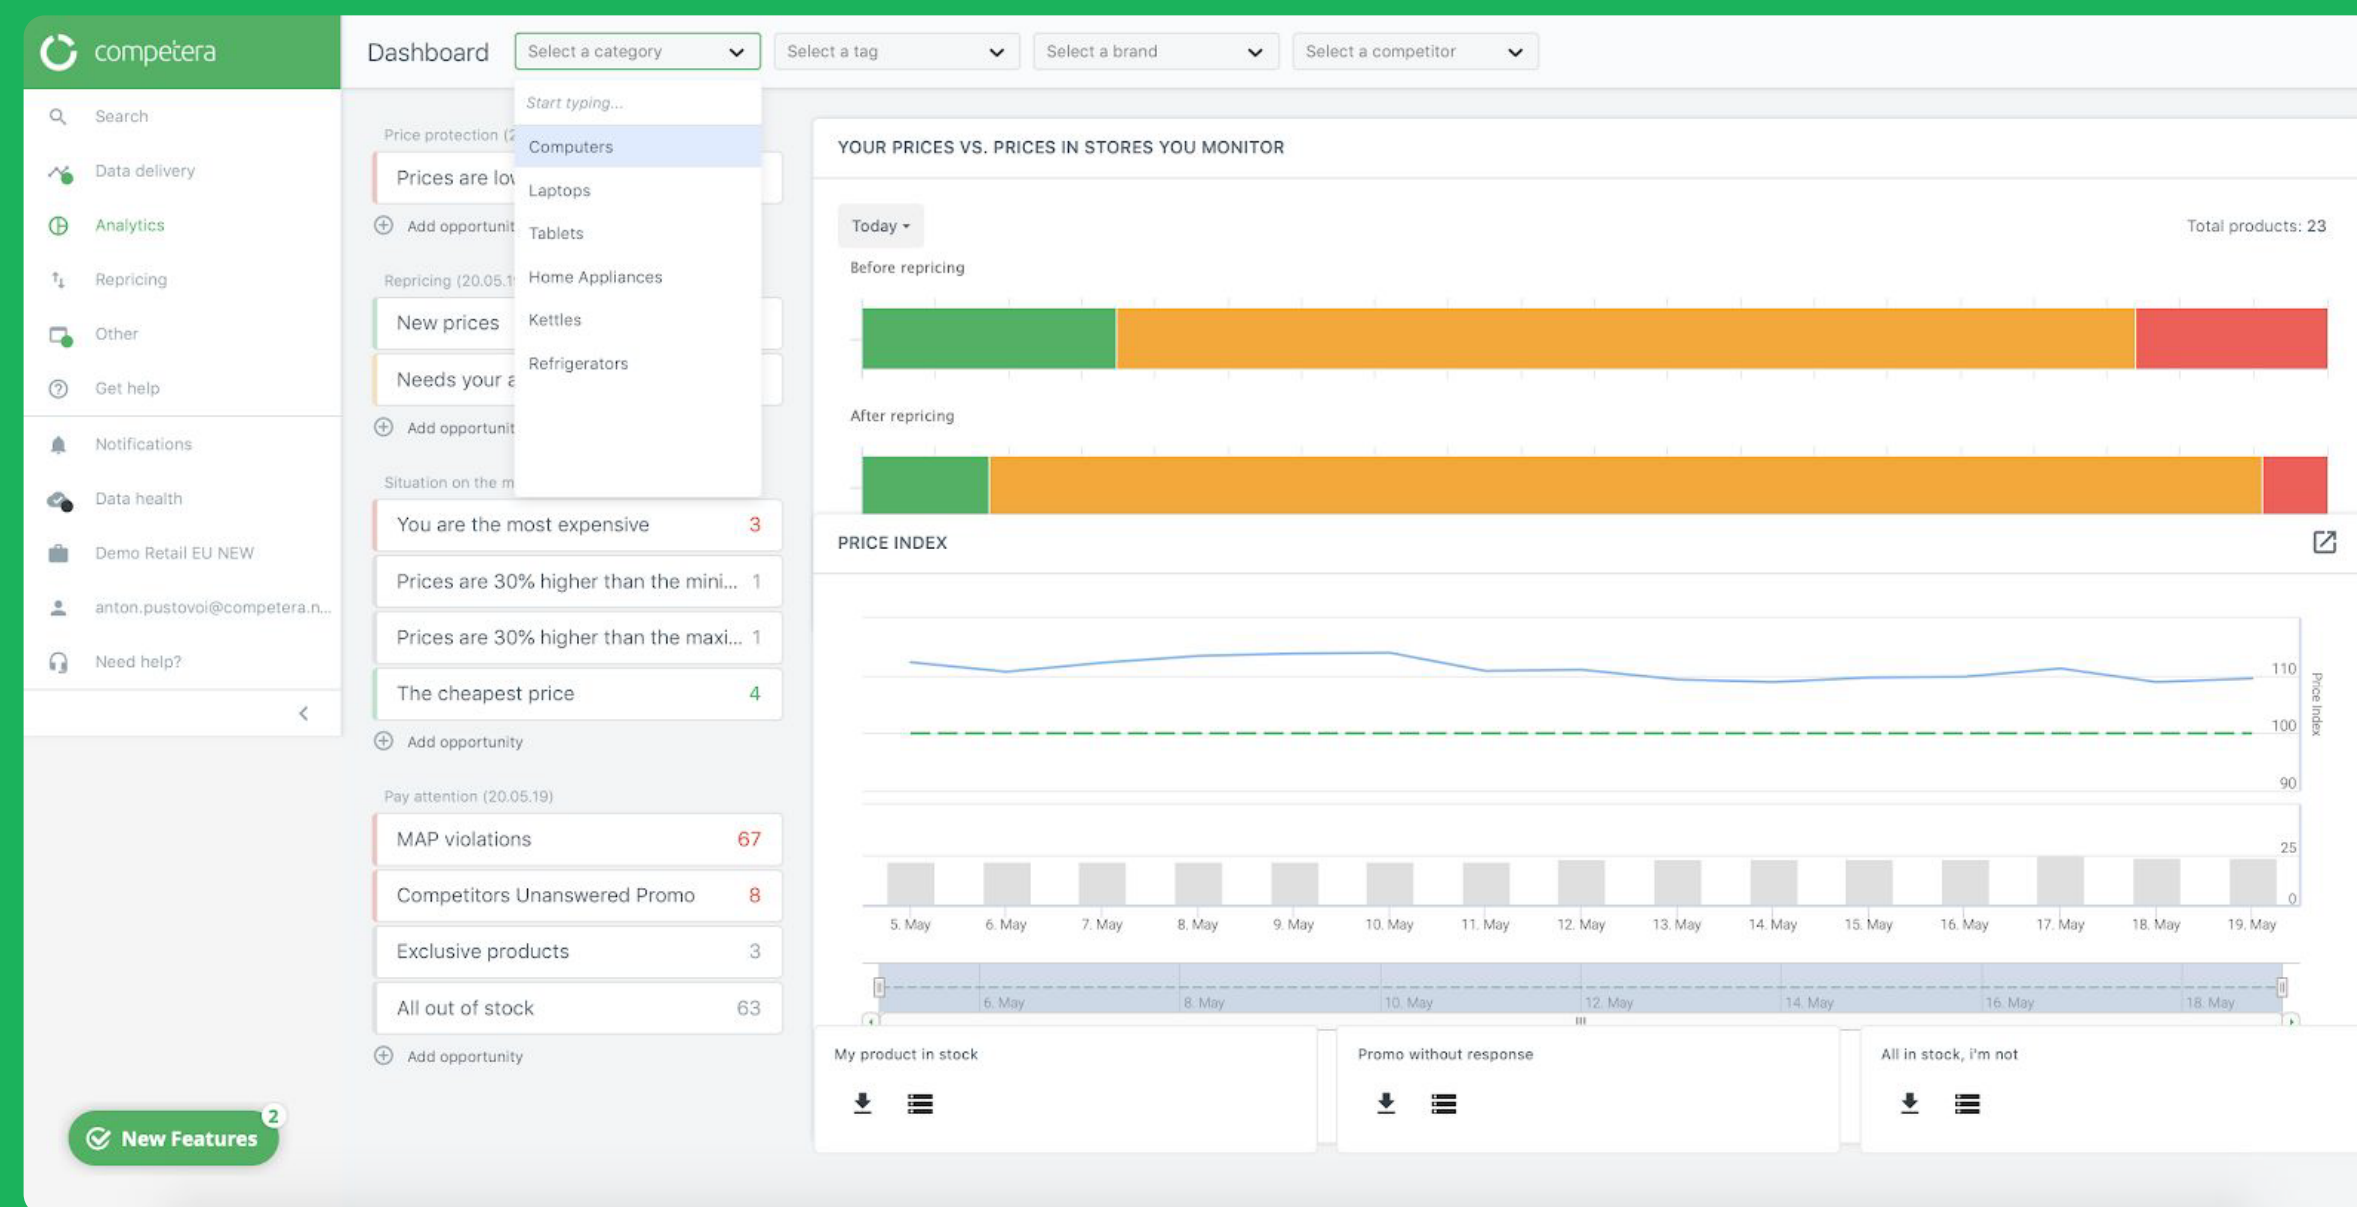 competera
Dashboard
Select a category
Select a tag
Select a brand
Select a competitor
Search
Data delivery
Analytics
Repricing
Other
Get help
Notifications
Data health
Demo Retail EU NEW
anton.pustovoi@competera.n...
Need help?
New Features
2
Start typing...
Computers
Laptops
Tablets
Home Appliances
Kettles
Refrigerators
Price protection (2
Prices are lo
Add opportunit
Repricing (20.05.1
New prices
Needs your
Add opportunit
Situation on the m
You are the most expensive 3
Prices are 30% higher than the mini... 1
Prices are 30% higher than the maxi... 1
The cheapest price 4
Add opportunity
Pay attention (20.05.19)
MAP violations 67
Competitors Unanswered Promo 8
Exclusive products 3
All out of stock 63
Add opportunity
YOUR PRICES VS. PRICES IN STORES YOU MONITOR
Today
Total products: 23
Before repricing
After repricing
PRICE INDEX
110
100
90
Price Index
25
0
5. May 6. May 7. May 8. May 9. May 10. May 11. May 12. May 13. May 14. May 15. May 16. May 17. May 18. May 19. May
6. May 8. May 10. May 12. May 14. May 16. May 18. May
My product in stock
Promo without response
All in stock, i'm not